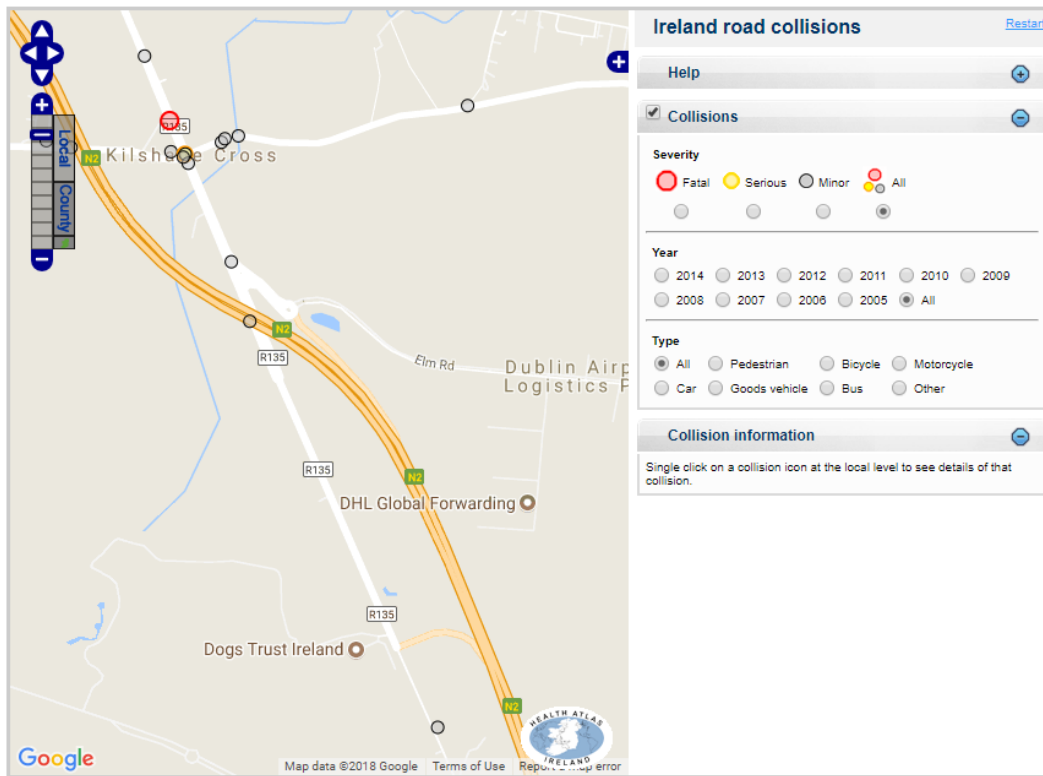 Ireland road collisions
Restar
Help
Collisions
Severity
Fatal Serious Minor All
Year
2014 2013 2012 2011 2010 2009
2008 2007 2006 2005 All
Type
All Pedestrian Bicycle Motorcycle
Car Goods vehicle Bus Other
Collision information
Single click on a collision icon at the local level to see details of that
collision.
Local
County
R135
N2
Cross
N2
R135
Elm Rd
Dublin Airp
Logistics P
R135
N2
DHL Global Forwarding
R135
Dogs Trust Ireland
N2
HEALTH ATLAS
IRELAND
Google
Map data ©2018 Google Terms of Use Report a map error